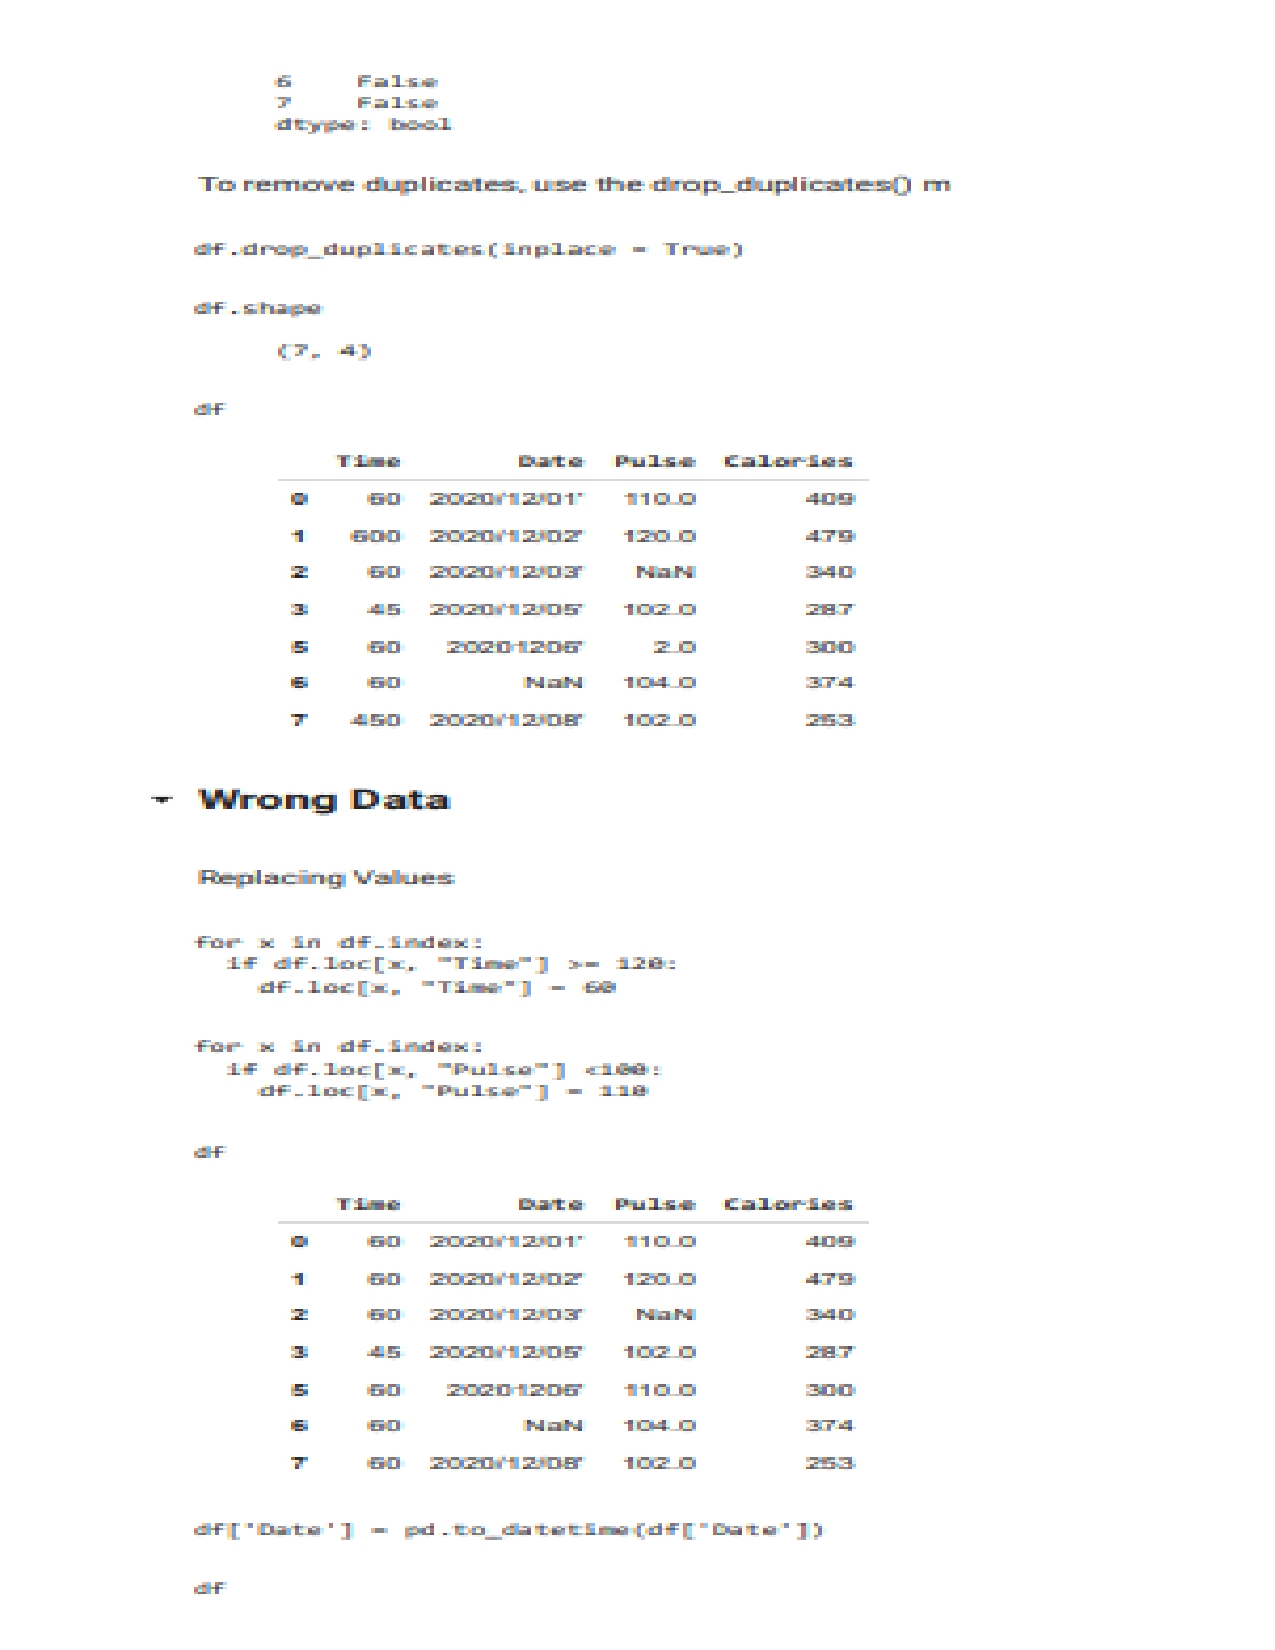 6 False
7 False
dtype: bool
To remove duplicates, use the drop_duplicates() m
df.drop_duplicates(inplace = True)
df.shape
(7, 4)
df
Time Date Pulse Calories
0 60 2020/12/01' 110.0 409
1 600 2020/12/02' 120.0 479
2 60 2020/12/03' NaN 340
3 45 2020/12/05' 102.0 287
5 60 20201206' 2.0 300
6 60 NaN 104.0 374
7 450 2020/12/08' 102.0 253
Wrong Data
Replacing Values
for x in df.index:
if df.loc[x, "Time"] >= 120:
df.loc[x, "Time"] = 60
for x in df.index:
if df.loc[x, "Pulse"] <100:
df.loc[x, "Pulse"] = 110
df
Time Date Pulse Calories
0 60 2020/12/01' 110.0 409
1 60 2020/12/02' 120.0 479
2 60 2020/12/03' NaN 340
3 45 2020/12/05' 102.0 287
5 60 20201206' 110.0 300
6 60 NaN 104.0 374
7 60 2020/12/08' 102.0 253
df['Date'] = pd.to_datetime(df['Date'])
df